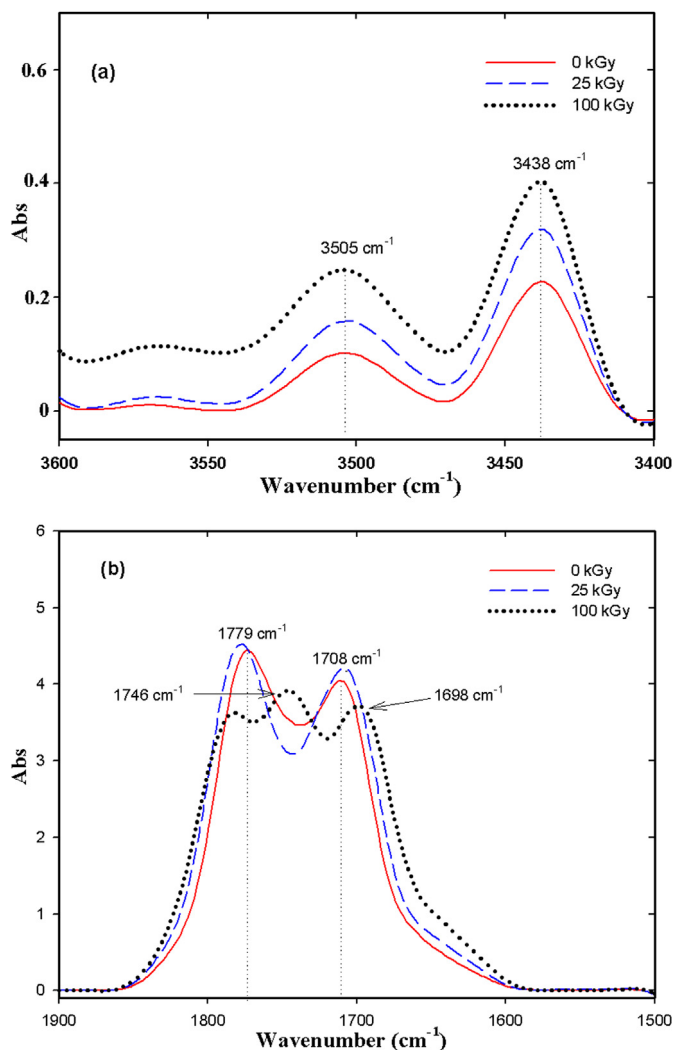 (a)
0 kGy
25 kGy
100 kGy
3438 cm⁻¹
3505 cm⁻¹
Abs
0.6
0.4
0.2
0
3600
3550
3500
3450
3400
Wavenumber (cm⁻¹)
(b)
0 kGy
25 kGy
100 kGy
1779 cm⁻¹
1708 cm⁻¹
1746 cm⁻¹
1698 cm⁻¹
Abs
6
5
4
3
2
1
0
1900
1800
1700
1600
1500
Wavenumber (cm⁻¹)